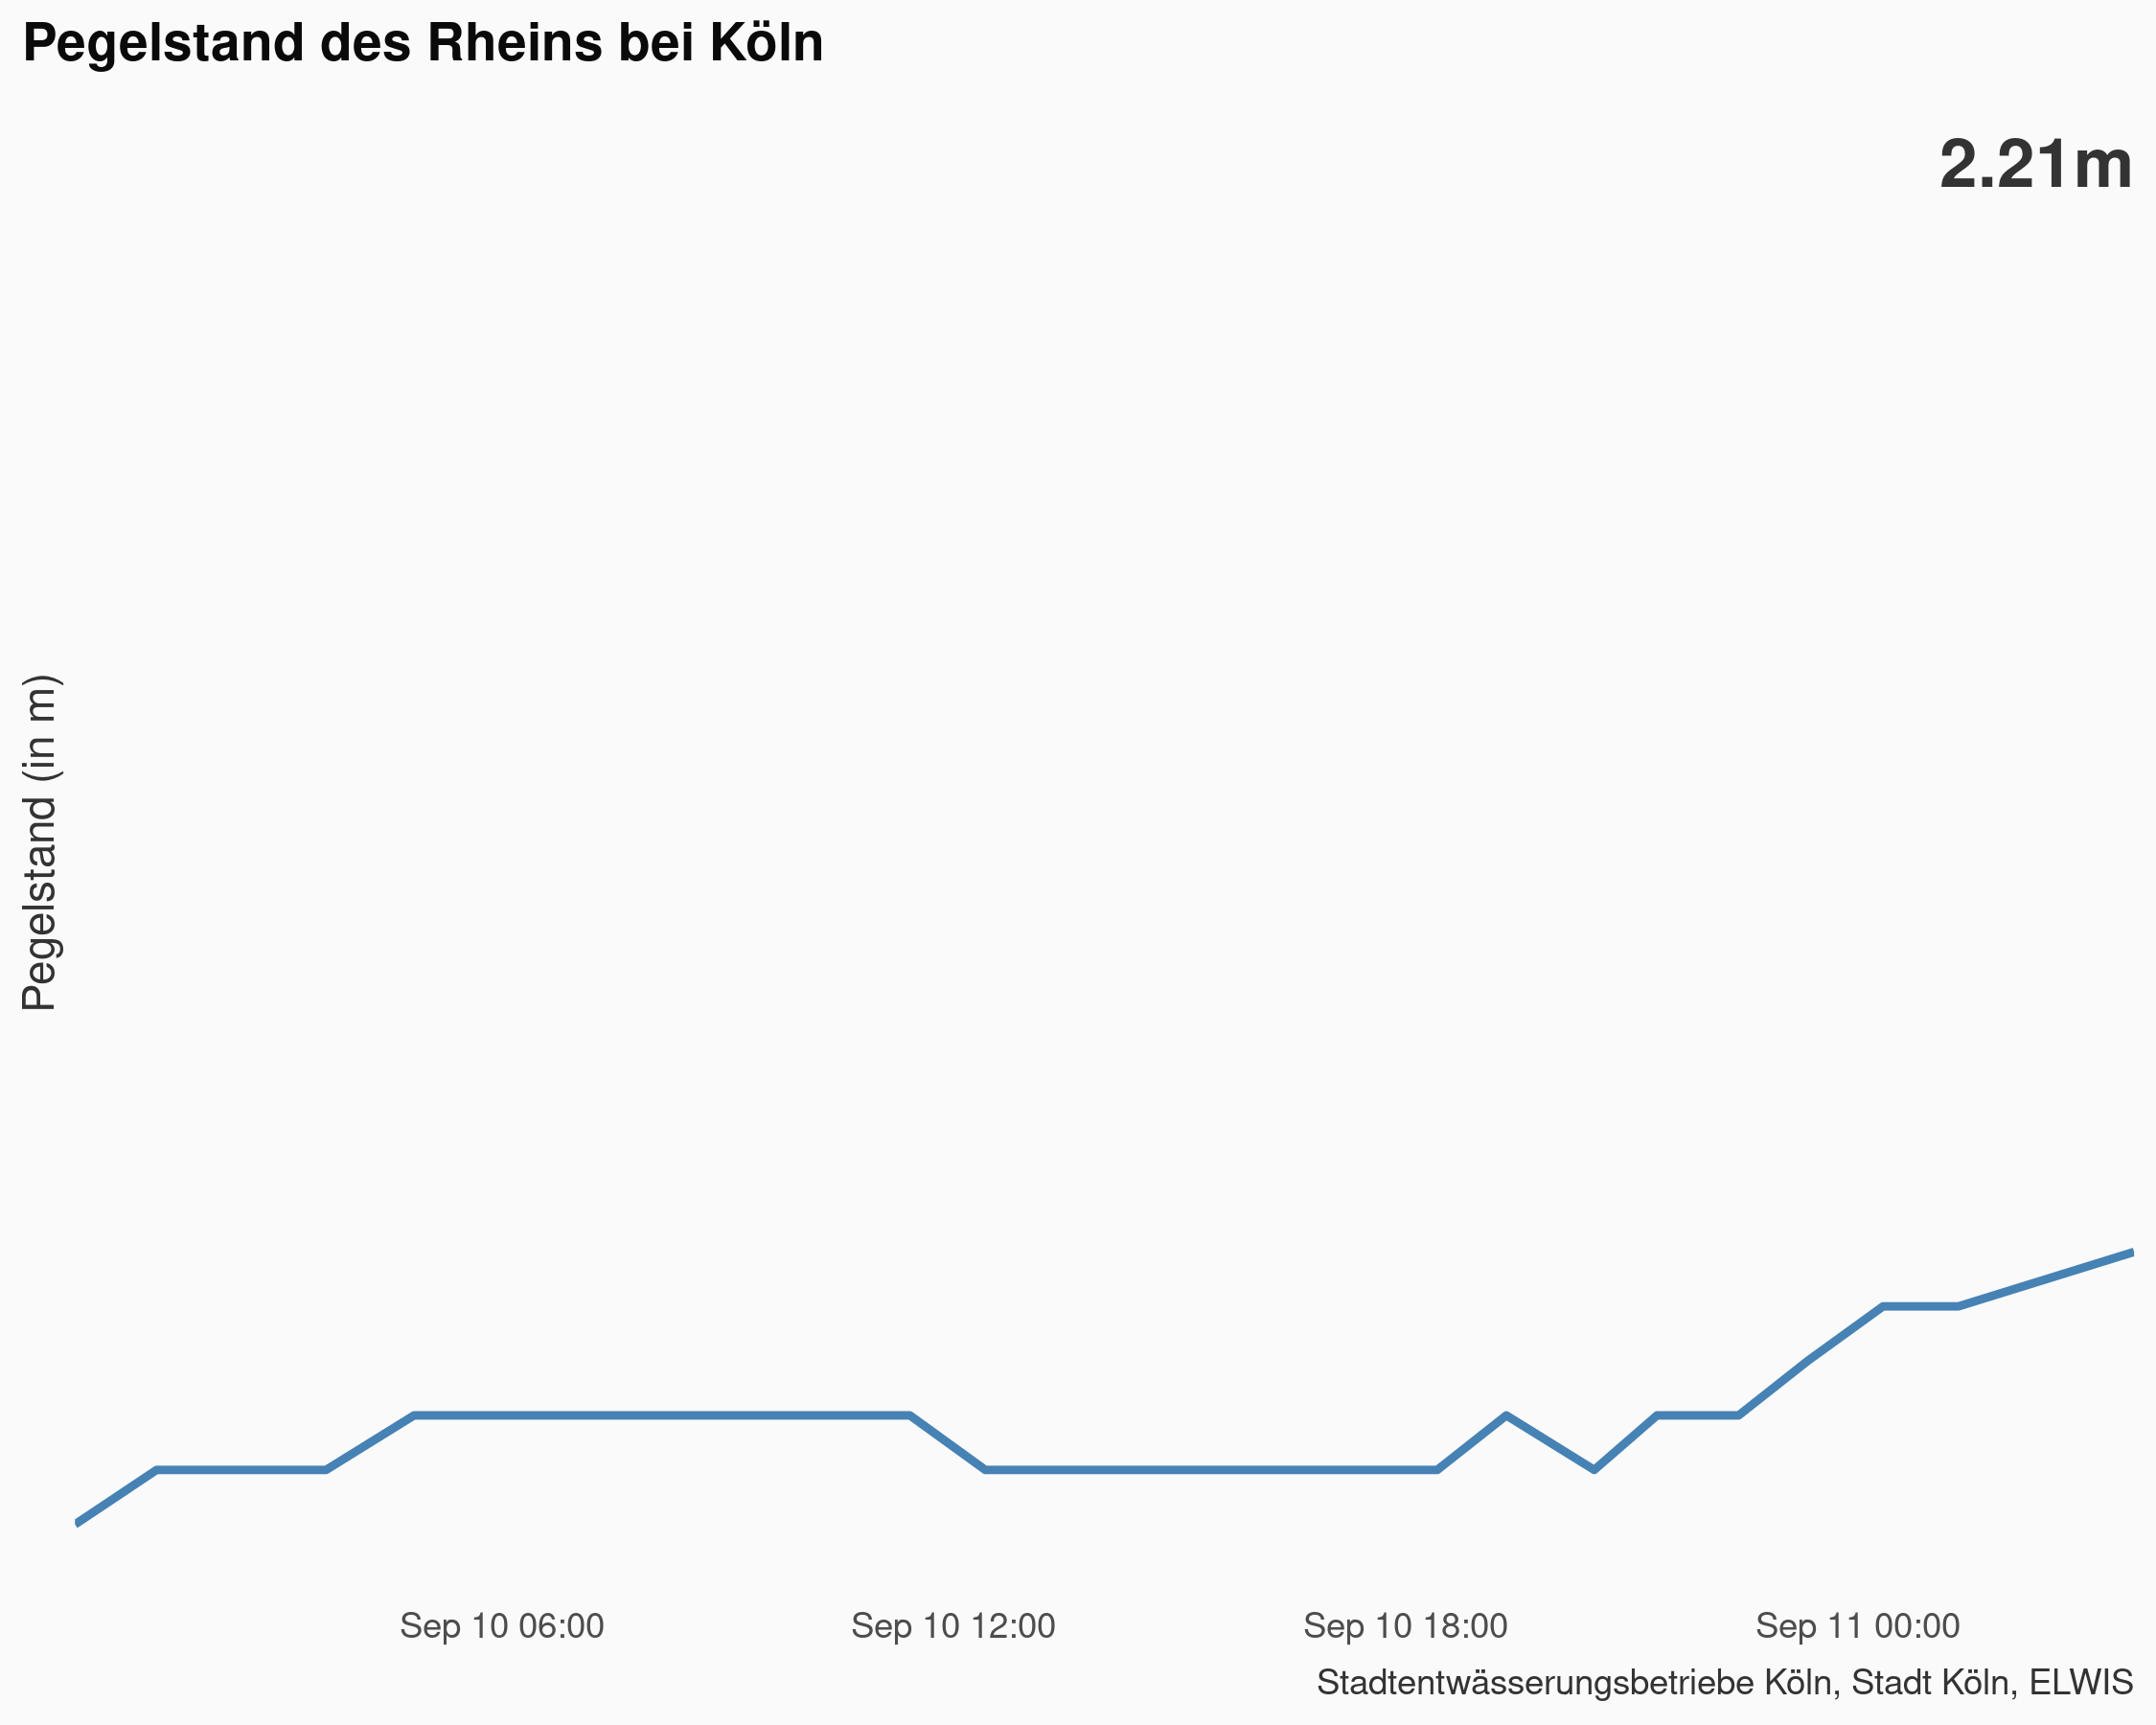 Pegelstand des Rheins bei Köln
2.21m
Pegelstand (in m)
Sep 10 06:00
Sep 10 12:00
Sep 10 18:00
Sep 11 00:00
Stadtentwässerungsbetriebe Köln, Stadt Köln, ELWIS